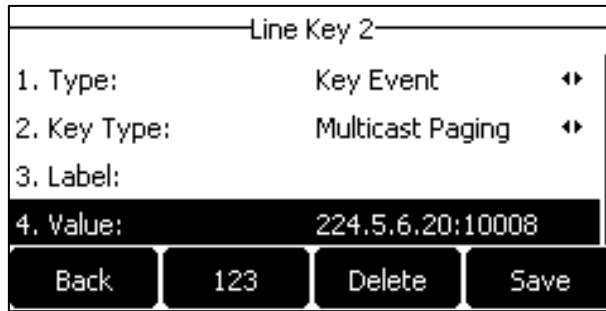 Line Key 2
1. Type: Key Event
2. Key Type: Multicast Paging
3. Label:
4. Value: 224.5.6.20:10008
Back 123 Delete Save